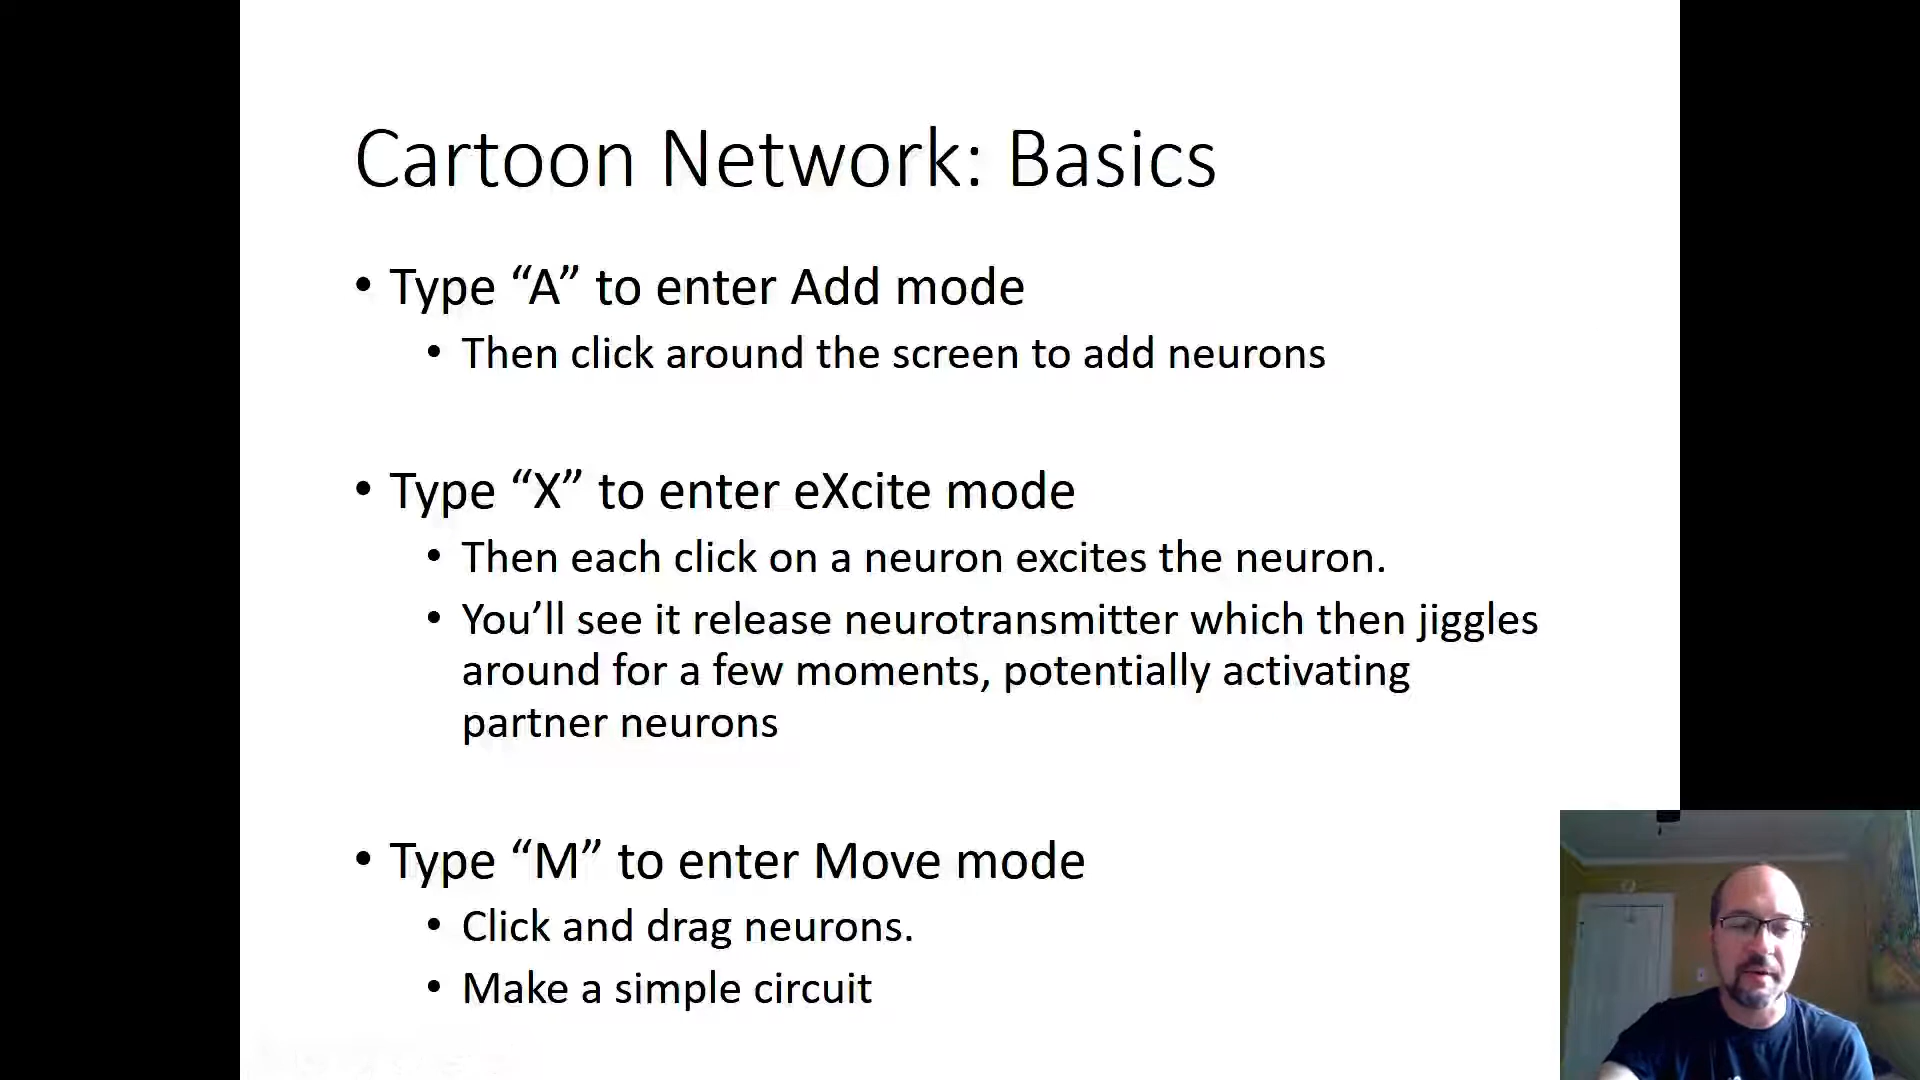 Cartoon Network: Basics
• Type “A” to enter Add mode
• Then click around the screen to add neurons
• Type “X” to enter eXcite mode
• Then each click on a neuron excites the neuron.
• You’ll see it release neurotransmitter which then jiggles
around for a few moments, potentially activating
partner neurons
• Type “M” to enter Move mode
• Click and drag neurons.
• Make a simple circuit